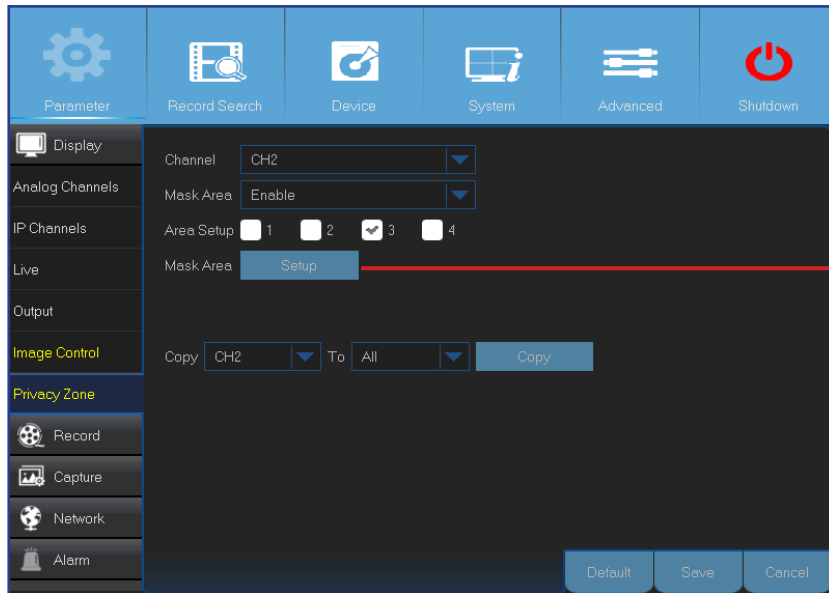 Parameter
Record Search
Device
System
Advanced
Shutdown
Display
Analog Channels
IP Channels
Live
Output
Image Control
Privacy Zone
Record
Capture
Network
Alarm
Channel CH2
Mask Area Enable
Area Setup 1 2 3 4
Mask Area Setup
Copy CH2 To All Copy
Default Save Cancel